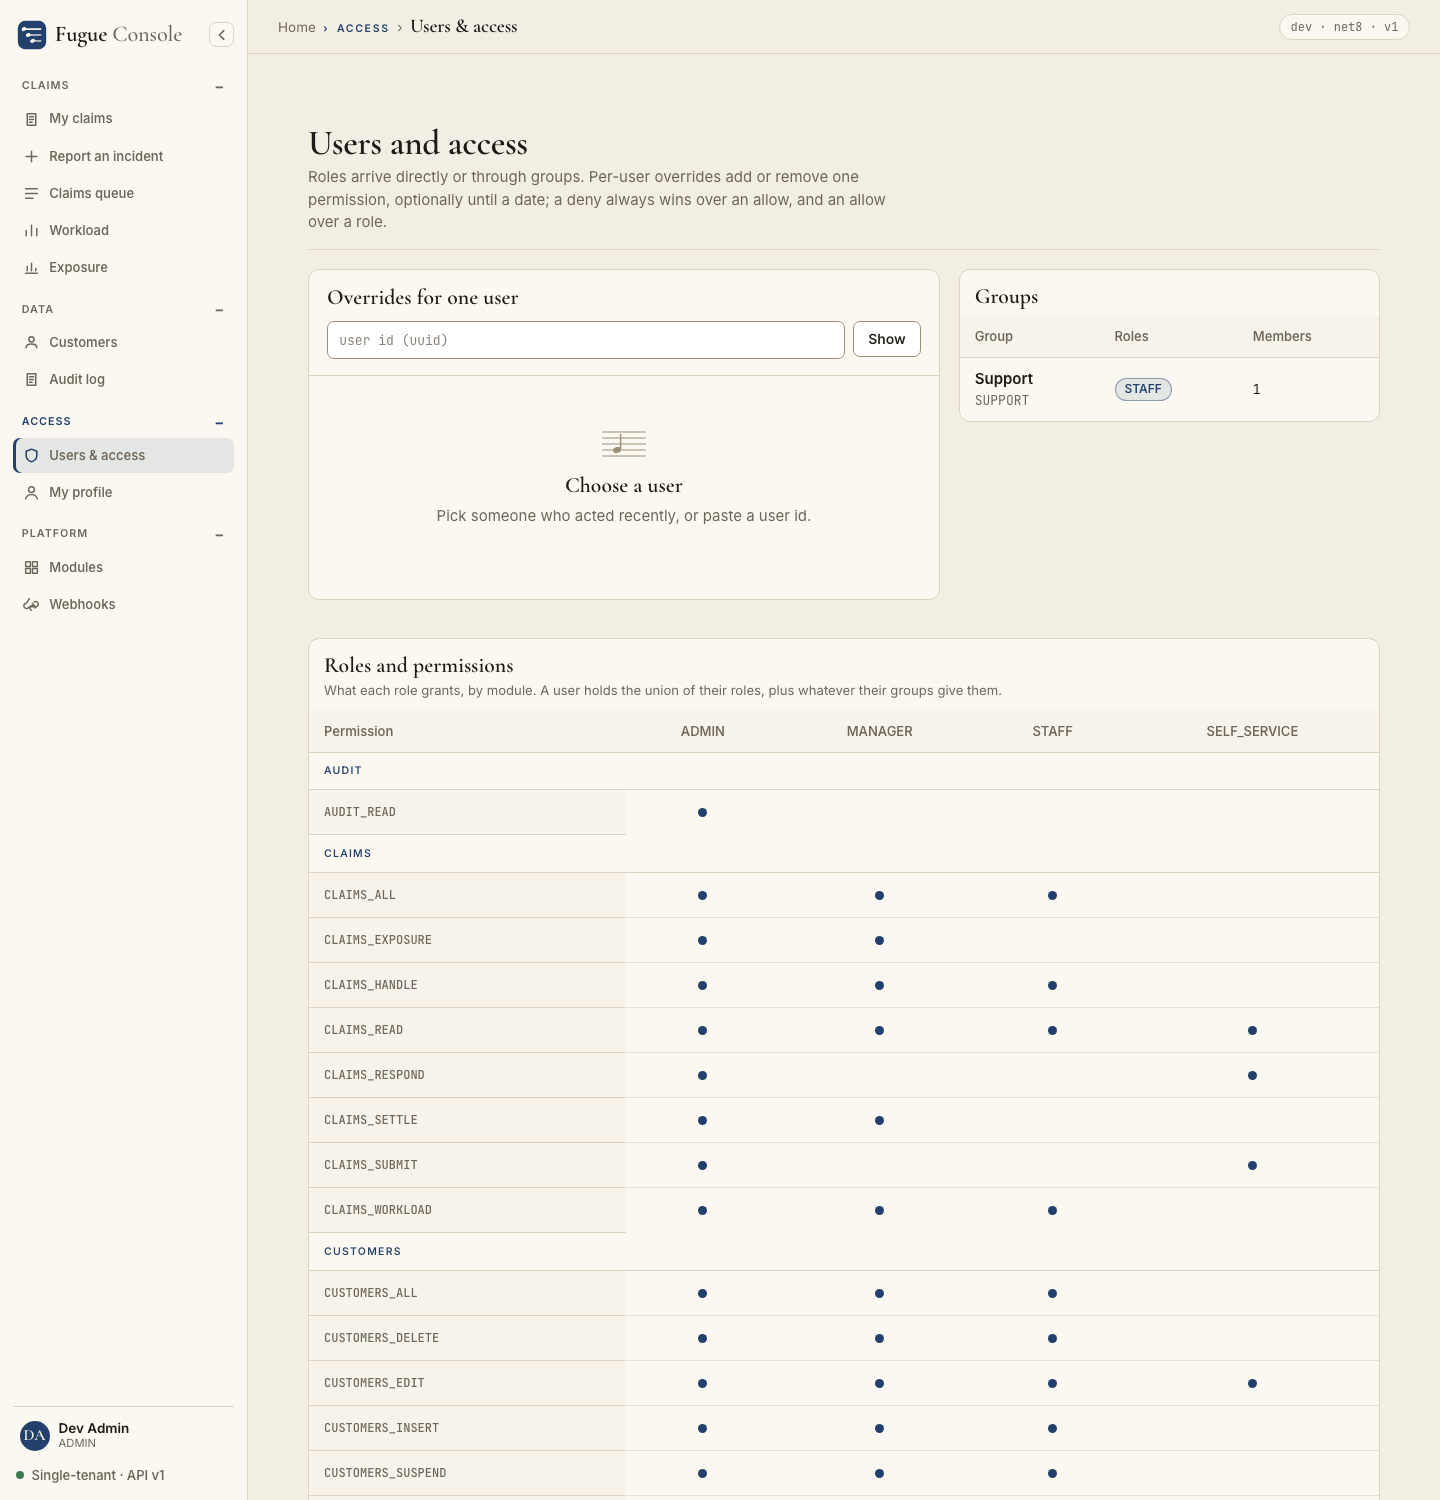 Fugue Console
CLAIMS
My claims
Report an incident
Claims queue
Workload
Exposure
DATA
Customers
Audit log
ACCESS
Users & access
My profile
PLATFORM
Modules
Webhooks
DA
Dev Admin
ADMIN
Single-tenant · API v1
Home › ACCESS › Users & access
dev · net8 · v1
Users and access
Roles arrive directly or through groups. Per-user overrides add or remove one
permission, optionally until a date; a deny always wins over an allow, and an allow
over a role.
Overrides for one user
user id (uuid)
Show
Choose a user
Pick someone who acted recently, or paste a user id.
Groups
Group Roles Members
Support STAFF 1
SUPPORT
Roles and permissions
What each role grants, by module. A user holds the union of their roles, plus whatever their groups give them.
Permission ADMIN MANAGER STAFF SELF_SERVICE
AUDIT
AUDIT_READ
CLAIMS
CLAIMS_ALL
CLAIMS_EXPOSURE
CLAIMS_HANDLE
CLAIMS_READ
CLAIMS_RESPOND
CLAIMS_SETTLE
CLAIMS_SUBMIT
CLAIMS_WORKLOAD
CUSTOMERS
CUSTOMERS_ALL
CUSTOMERS_DELETE
CUSTOMERS_EDIT
CUSTOMERS_INSERT
CUSTOMERS_SUSPEND